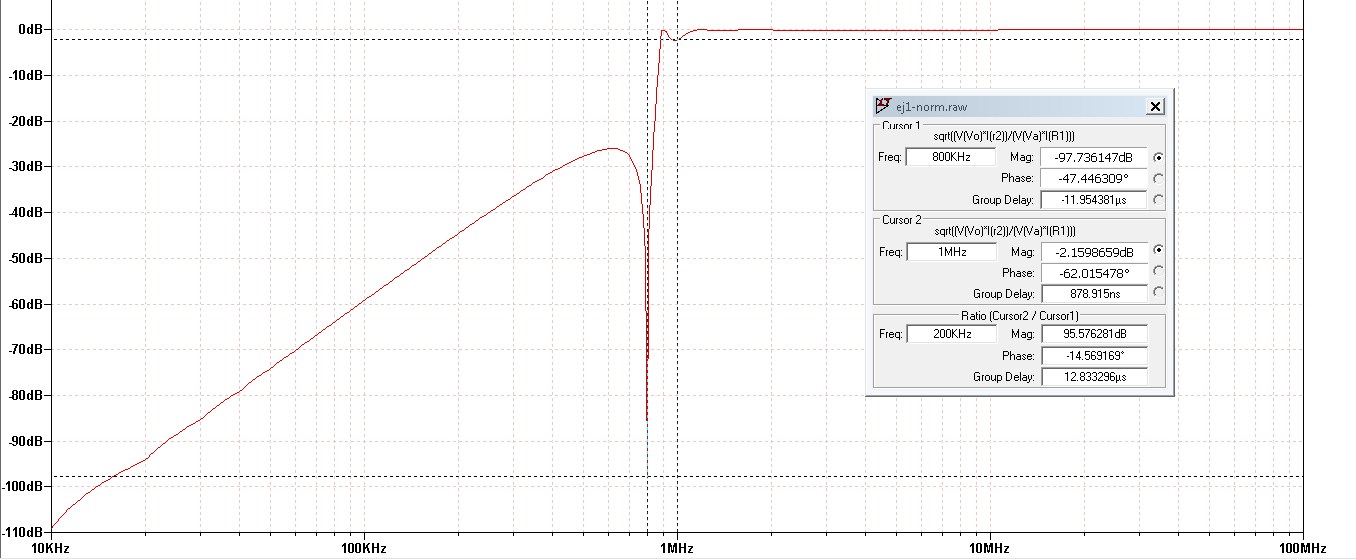 0dB
-10dB
-20dB
-30dB
-40dB
-50dB
-60dB
-70dB
-80dB
-90dB
-100dB
-110dB
10KHz 100KHz 1MHz 10MHz 100MHz
ej1-norm.raw
Cursor 1
sqrt((V(Vo)*I(r2))/(V(Va)*I(R1)))
Freq: 800KHz Mag: -97.736147dB
Phase: -47.446309°
Group Delay: -11.954381µs
Cursor 2
sqrt((V(Vo)*I(r2))/(V(Va)*I(R1)))
Freq: 1MHz Mag: -2.1598659dB
Phase: -62.015478°
Group Delay: 878.915ns
Ratio (Cursor2 / Cursor1)
Freq: 200KHz Mag: 95.576281dB
Phase: -14.569169°
Group Delay: 12.833296µs